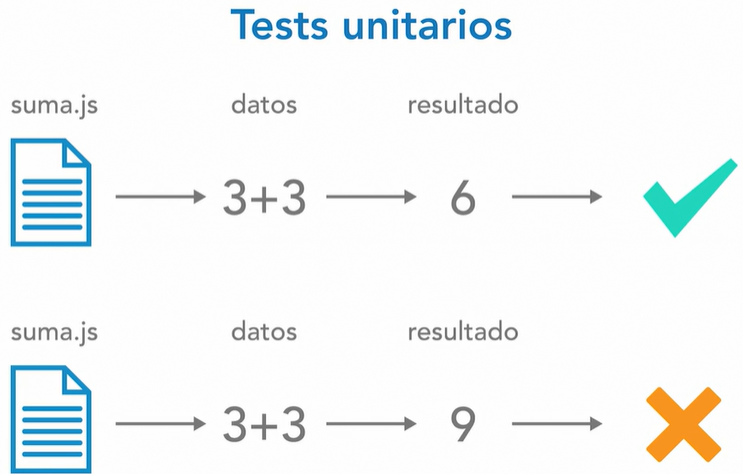 Tests unitarios
suma.js datos resultado
3+3 6
suma.js datos resultado
3+3 9